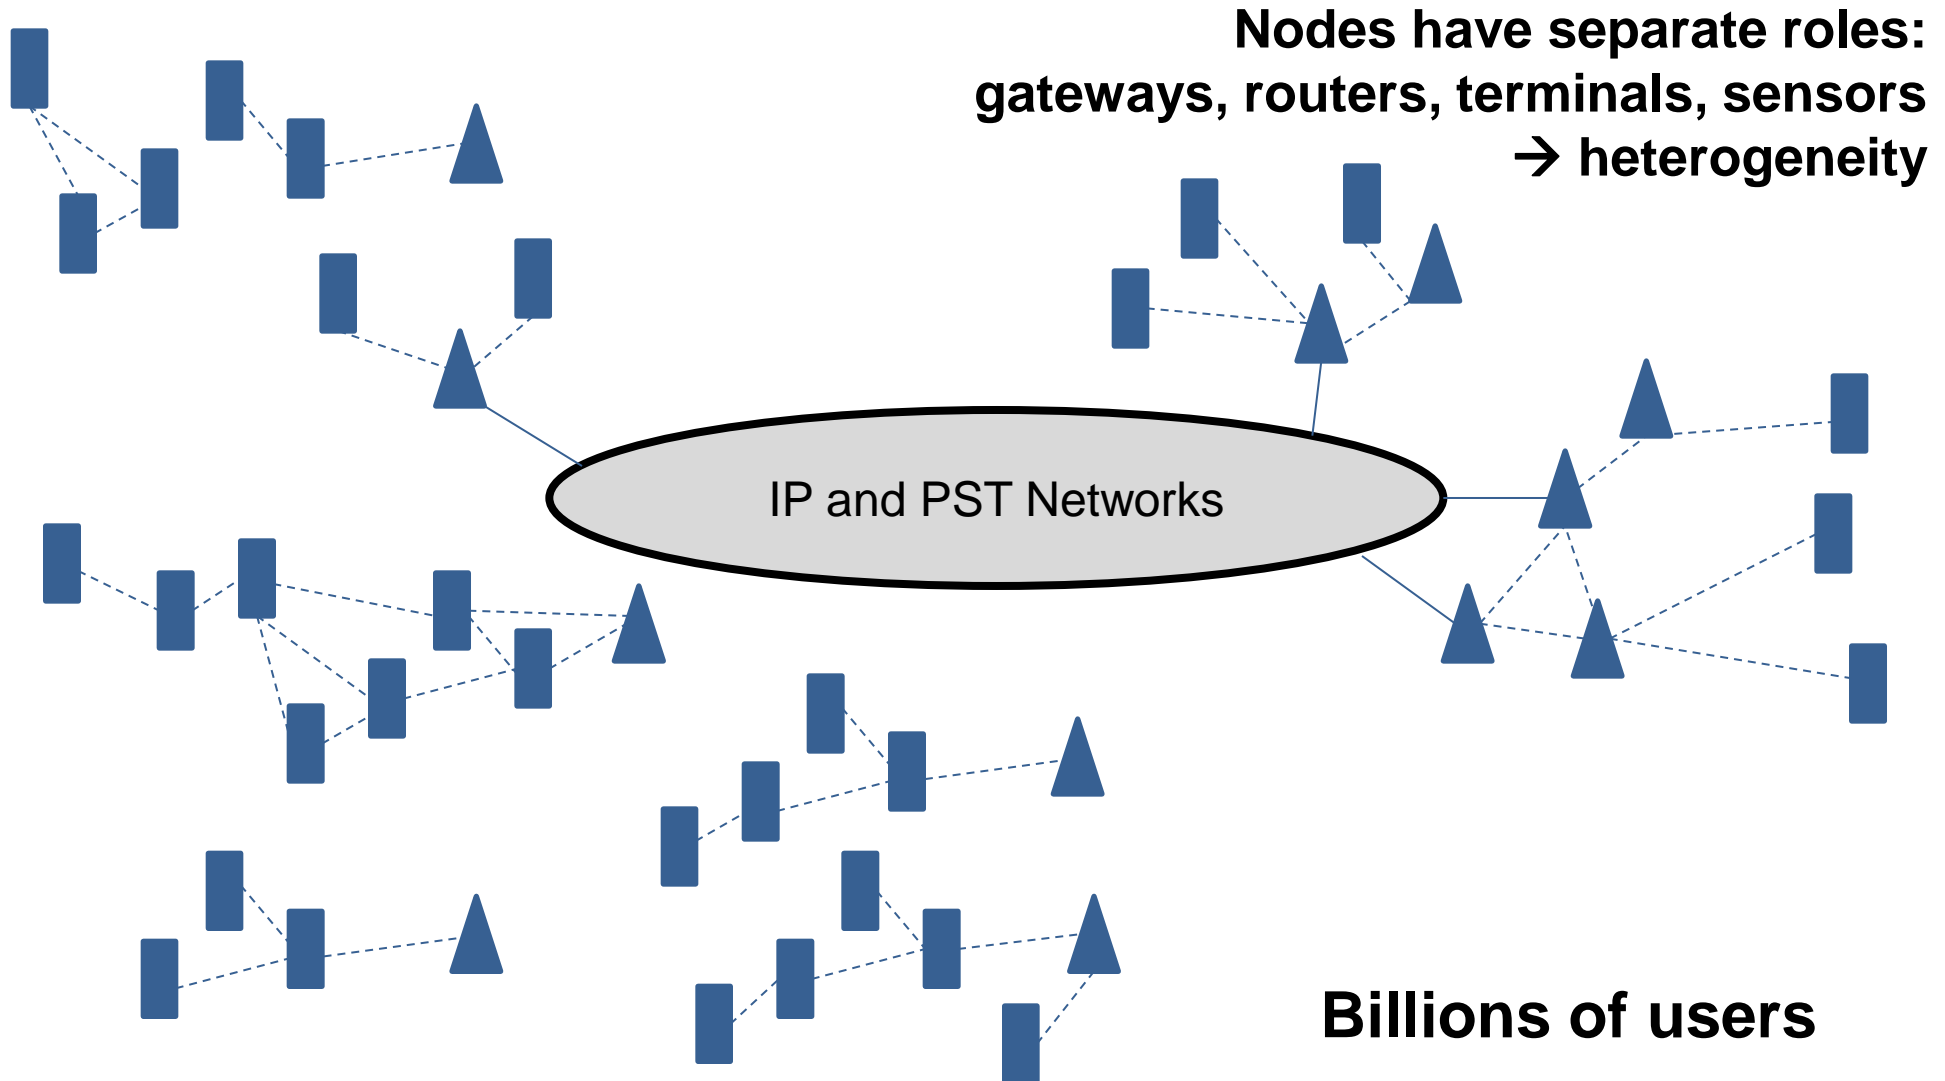 Nodes have separate roles:
gateways, routers, terminals, sensors
→ heterogeneity
IP and PST Networks
Billions of users